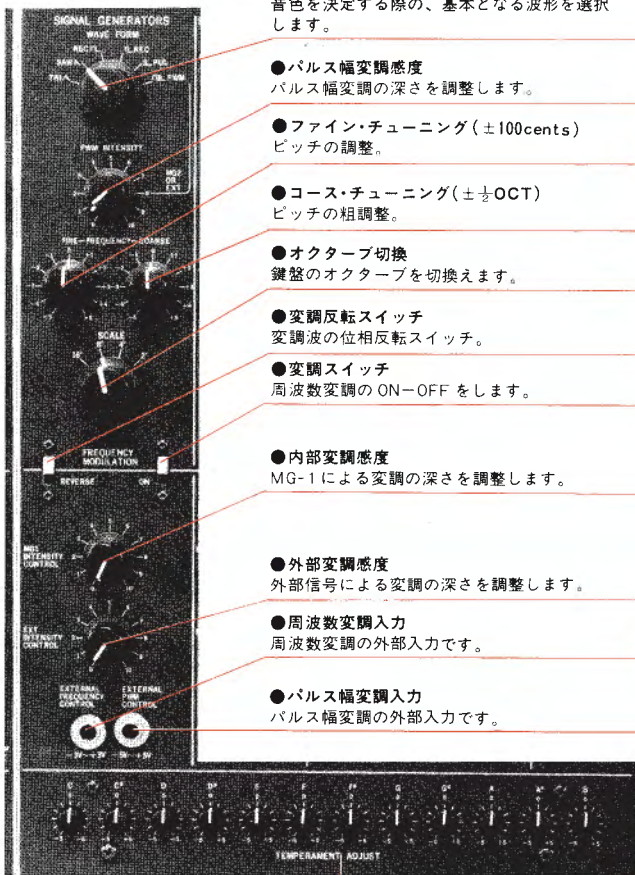 音色を決定する際の、基本となる波形を選択
します。
●パルス幅変調感度
パルス幅変調の深さを調整します。
●ファイン・チューニング(±100cents)
ピッチの調整。
●コース・チューニング(±½OCT)
ピッチの粗調整。
●オクターブ切換
鍵盤のオクターブを切換えます。
●変調反転スイッチ
変調波の位相反転スイッチ。
●変調スイッチ
周波数変調のON−OFFをします。
●内部変調感度
MG-1による変調の深さを調整します。
●外部変調感度
外部信号による変調の深さを調整します。
●周波数変調入力
周波数変調の外部入力です。
●パルス幅変調入力
パルス幅変調の外部入力です。
SIGNAL GENERATORS
WAVE FORM
PWM INTENSITY
MG2
OR
EXT
FINE—FREQUENCY—COARSE
SCALE
FREQUENCY
MODULATION
REVERSE ON
MG1
INTENSITY
CONTROL
EXT
INTENSITY
CONTROL
EXTERNAL
FREQUENCY
CONTROL
EXTERNAL
PWM
CONTROL
C C# D D# E F F# G G# A A# B
TEMPERAMENT ADJUST